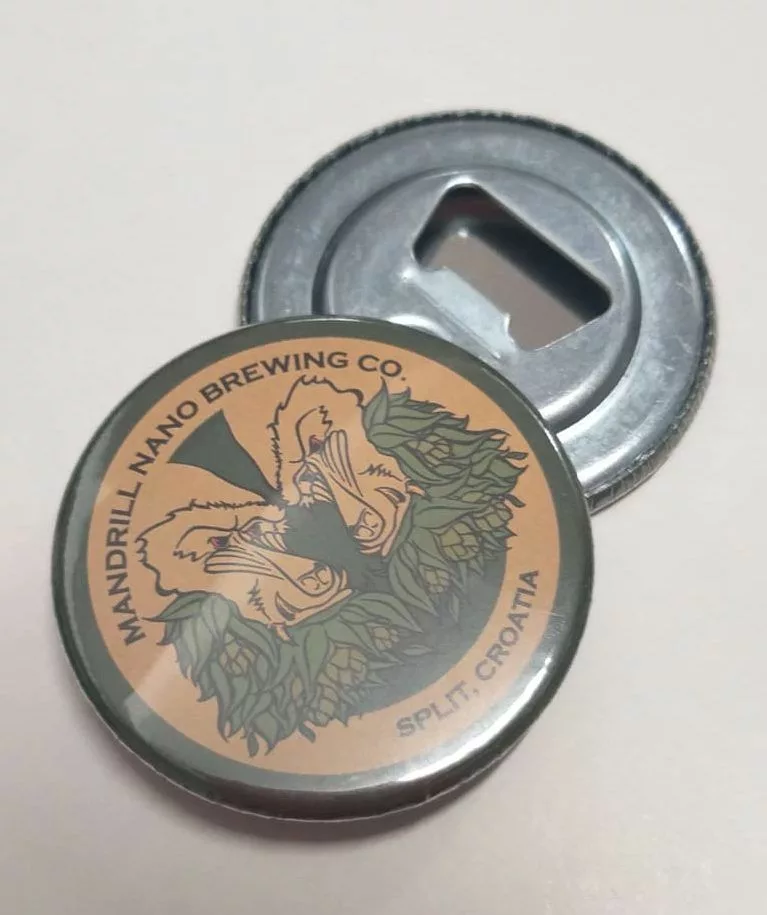 MANDRILL NANO BREWING CO.
SPLIT, CROATIA